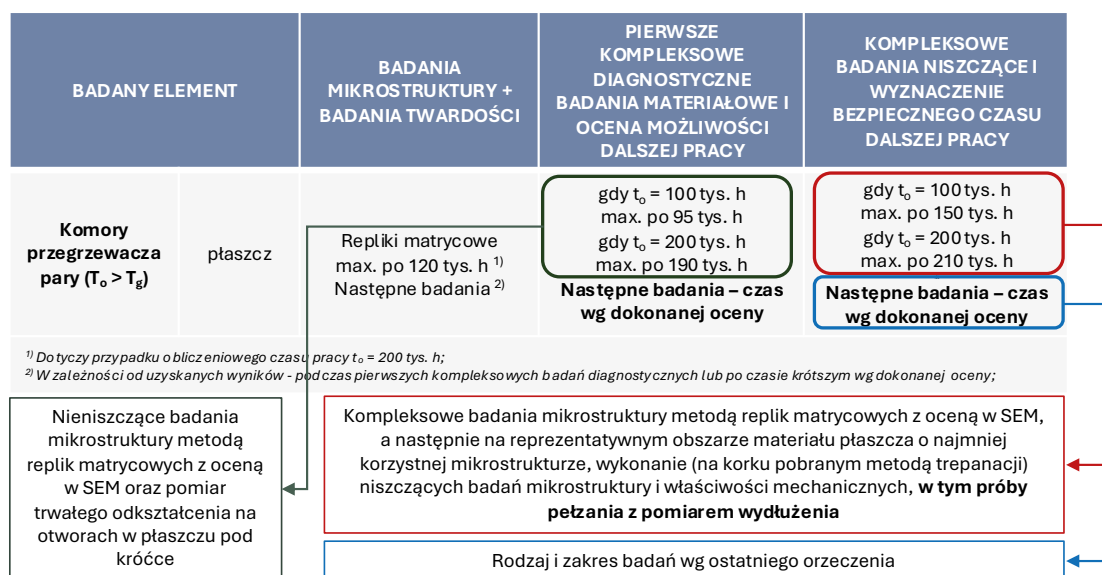 BADANY ELEMENT
BADANIA
MIKROSTRUKTURY +
BADANIA TWARDOŚCI
PIERWSZE
KOMPLEKSOWE
DIAGNOSTYCZNE
BADANIA MATERIAŁOWE I
OCENA MOŻLIWOŚCI
DALSZEJ PRACY
KOMPLEKSOWE
BADANIA NISZCZĄCE I
WYZNACZENIE
BEZPIECZNEGO CZASU
DALSZEJ PRACY
Komory
przegrzewacza
pary (Tₒ > T_g)
płaszcz
Repliki matrycowe
max. po 120 tys. h ¹⁾
Następne badania ²⁾
gdy tₒ = 100 tys. h
max. po 95 tys. h
gdy tₒ = 200 tys. h
max. po 190 tys. h
Następne badania – czas
wg dokonanej oceny
gdy tₒ = 100 tys. h
max. po 150 tys. h
gdy tₒ = 200 tys. h
max. po 210 tys. h
Następne badania – czas
wg dokonanej oceny
¹⁾ Dotyczy przypadku obliczeniowego czasu pracy tₒ = 200 tys. h;
²⁾ W zależności od uzyskanych wyników - podczas pierwszych kompleksowych badań diagnostycznych lub po czasie krótszym wg dokonanej oceny;
Nieniszczące badania
mikrostruktury metodą
replik matrycowych z oceną
w SEM oraz pomiar
trwałego odkształcenia na
otworach w płaszczu pod
króćce
Kompleksowe badania mikrostruktury metodą replik matrycowych z oceną w SEM,
a następnie na reprezentatywnym obszarze materiału płaszcza o najmniej
korzystnej mikrostrukturze, wykonanie (na korku pobranym metodą trepanacji)
niszczących badań mikrostruktury i właściwości mechanicznych, w tym próby
pełzania z pomiarem wydłużenia
Rodzaj i zakres badań wg ostatniego orzeczenia